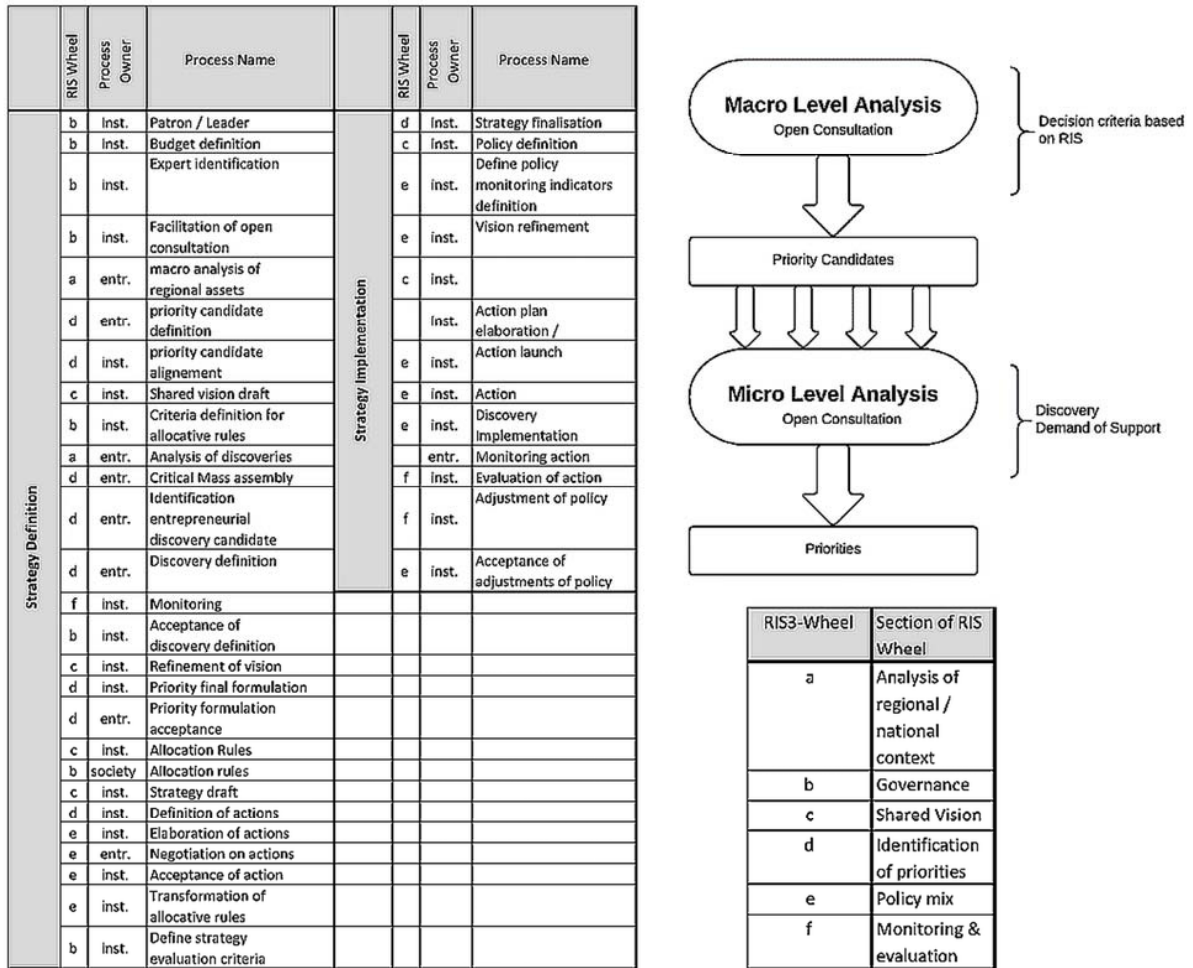 RIS Wheel
Process
Owner
Process Name
RIS Wheel
Process
Owner
Process Name
Strategy Definition
b inst. Patron / Leader
b inst. Budget definition
b inst. Expert identification
b inst. Facilitation of open
consultation
a entr. macro analysis of
regional assets
d entr. priority candidate
definition
d inst. priority candidate
alignement
c inst. Shared vision draft
b inst. Criteria definition for
allocative rules
a entr. Analysis of discoveries
d entr. Critical Mass assembly
d entr. Identification
entrepreneurial
discovery candidate
d entr. Discovery definition
f inst. Monitoring
b inst. Acceptance of
discovery definition
c inst. Refinement of vision
d inst. Priority final formulation
d entr. Priority formulation
acceptance
c inst. Allocation Rules
b society Allocation rules
c inst. Strategy draft
d inst. Definition of actions
e inst. Elaboration of actions
e entr. Negotiation on actions
e inst. Acceptance of action
e inst. Transformation of
allocative rules
b inst. Define strategy
evaluation criteria
Strategy Implementation
d inst. Strategy finalisation
c inst. Policy definition
e inst. Define policy
monitoring indicators
definition
e inst. Vision refinement
c inst.
inst. Action plan
elaboration /
e inst. Action launch
e inst. Action
e inst. Discovery
Implementation
entr. Monitoring action
f inst. Evaluation of action
f inst. Adjustment of policy
e inst. Acceptance of
adjustments of policy
Macro Level Analysis
Open Consultation
Decision criteria based
on RIS
Priority Candidates
Micro Level Analysis
Open Consultation
Discovery
Demand of Support
Priorities
RIS3-Wheel Section of RIS
Wheel
a Analysis of
regional /
national
context
b Governance
c Shared Vision
d Identification
of priorities
e Policy mix
f Monitoring &
evaluation